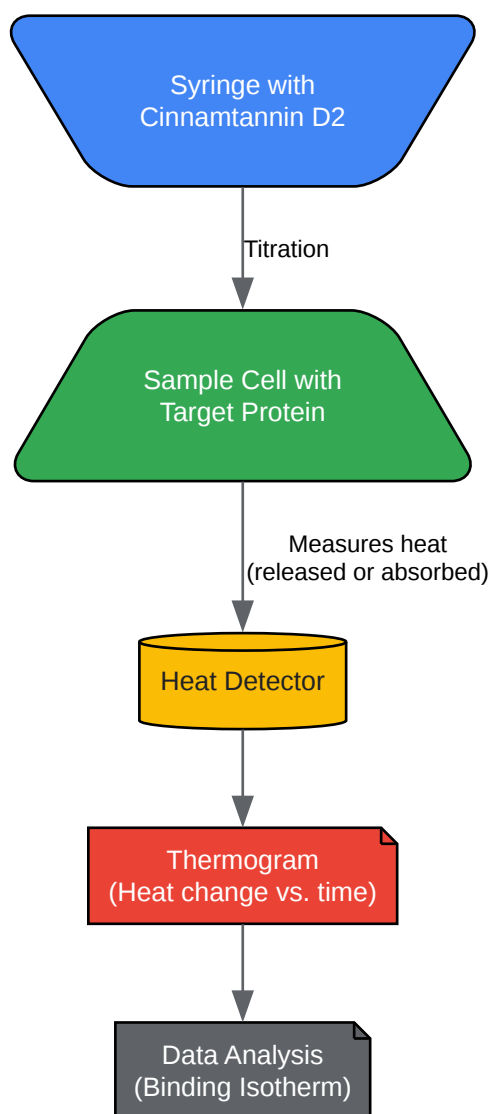 Syringe with
Cinnamtannin D2
Titration
Sample Cell with
Target Protein
Measures heat
(released or absorbed)
Heat Detector
Thermogram
(Heat change vs. time)
Data Analysis
(Binding Isotherm)